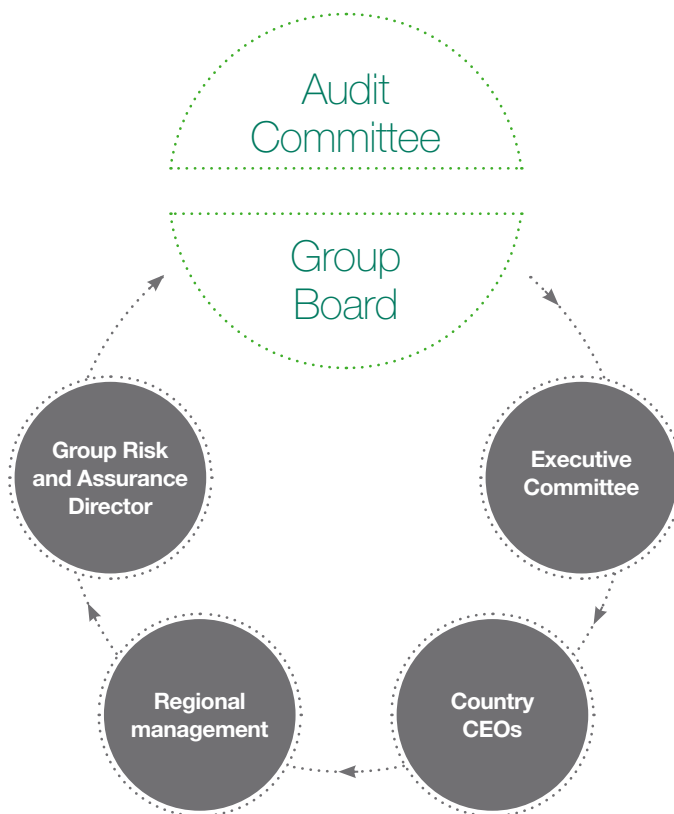 Audit
Committee
Group
Board
Group Risk
and Assurance
Director
Executive
Committee
Regional
management
Country
CEOs